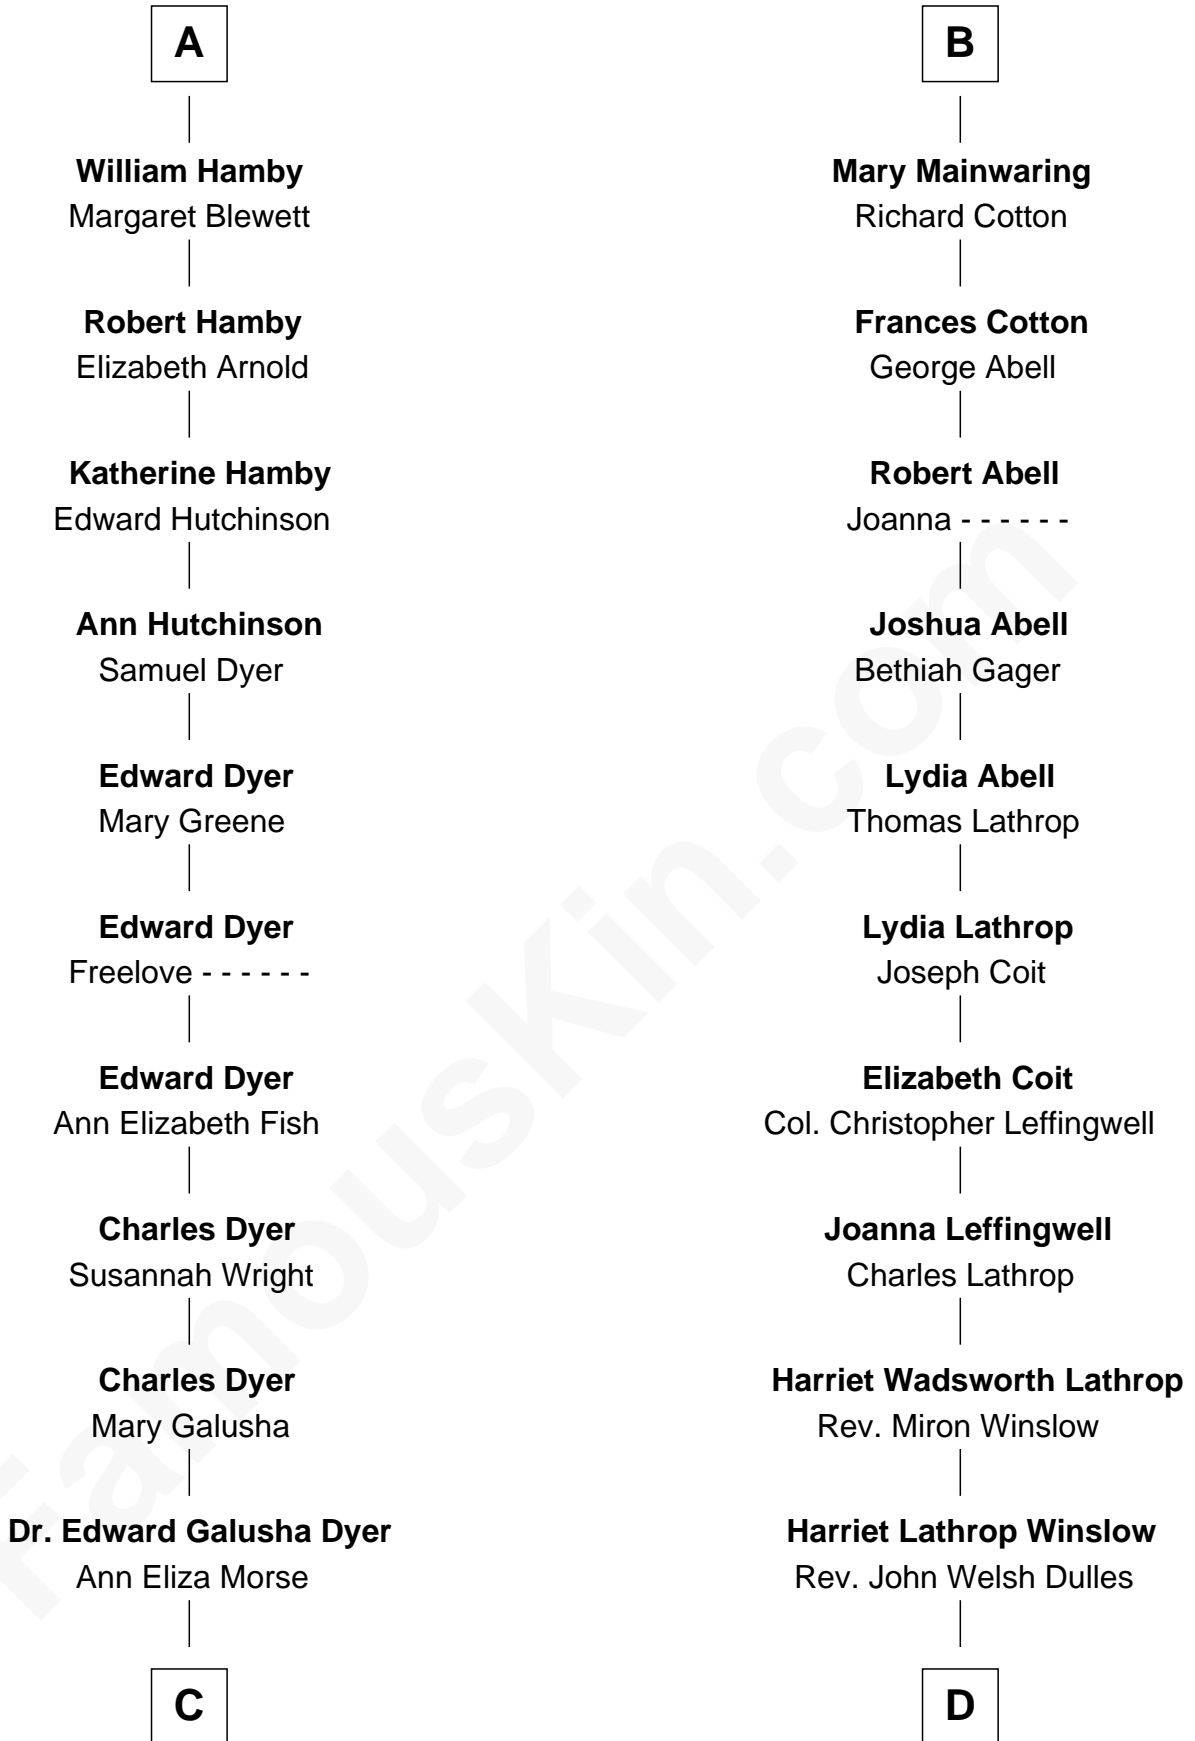 A
William Hamby
Margaret Blewett
Robert Hamby
Elizabeth Arnold
Katherine Hamby
Edward Hutchinson
Ann Hutchinson
Samuel Dyer
Edward Dyer
Mary Greene
Edward Dyer
Freelove - - - - - -
Edward Dyer
Ann Elizabeth Fish
Charles Dyer
Susannah Wright
Charles Dyer
Mary Galusha
Dr. Edward Galusha Dyer
Ann Eliza Morse
C
B
Mary Mainwaring
Richard Cotton
Frances Cotton
George Abell
Robert Abell
Joanna - - - - - -
Joshua Abell
Bethiah Gager
Lydia Abell
Thomas Lathrop
Lydia Lathrop
Joseph Coit
Elizabeth Coit
Col. Christopher Leffingwell
Joanna Leffingwell
Charles Lathrop
Harriet Wadsworth Lathrop
Rev. Miron Winslow
Harriet Lathrop Winslow
Rev. John Welsh Dulles
D
FamousKin.com